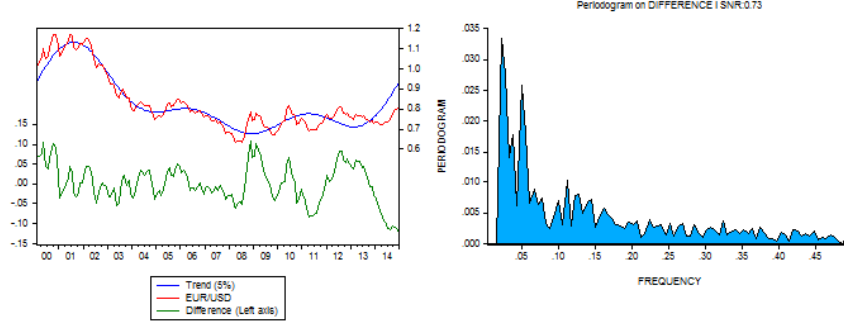 Periodogram on DIFFERENCE I SNR:0.73
1.2
1.1
1.0
0.9
0.8
0.7
0.6
.15
.10
.05
.00
-.05
-.10
-.15
00 01 02 03 04 05 06 07 08 09 10 11 12 13 14
Trend (5%)
EUR/USD
Difference (Left axis)
.035
.030
.025
.020
.015
.010
.005
.000
PERIODOGRAM
.05 .10 .15 .20 .25 .30 .35 .40 .45
FREQUENCY